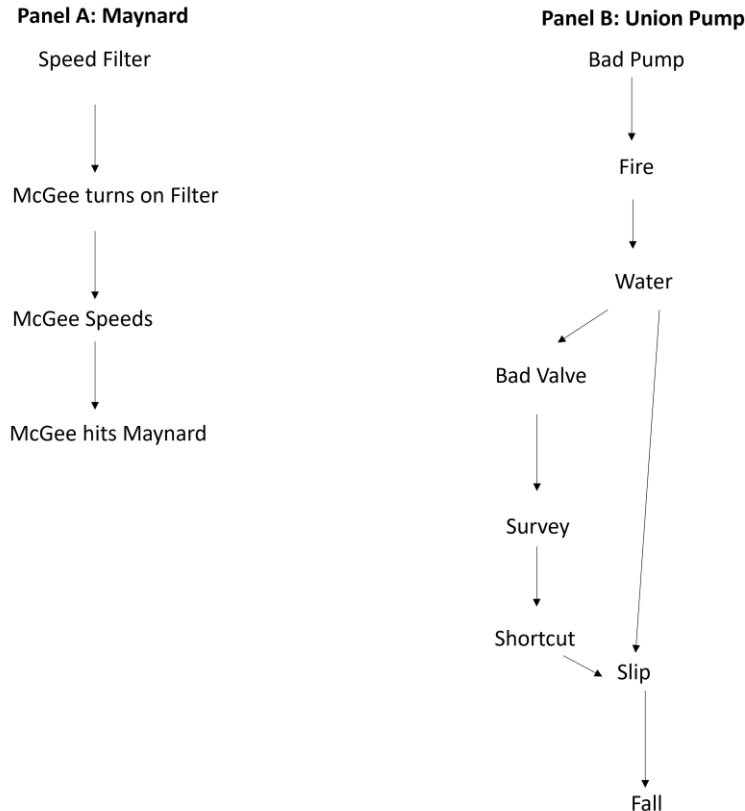 Panel A: Maynard
Speed Filter
McGee turns on Filter
McGee Speeds
McGee hits Maynard
Panel B: Union Pump
Bad Pump
Fire
Water
Bad Valve
Survey
Shortcut
Slip
Fall